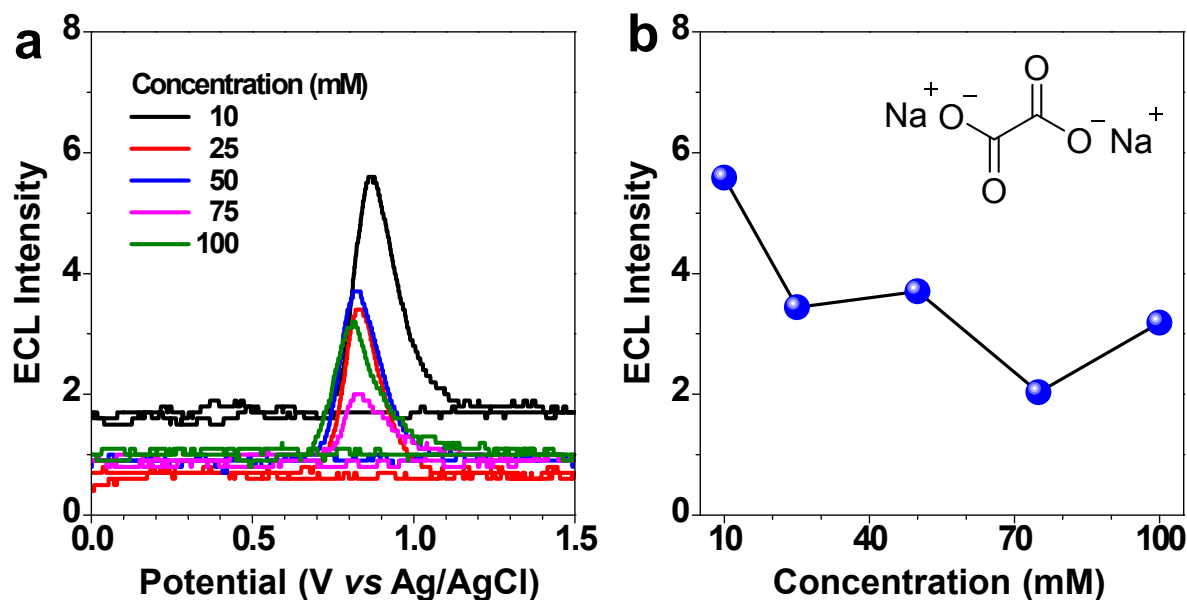 a
8
6
4
2
0
ECL Intensity
Concentration (mM)
10
25
50
75
100
0.0 0.5 1.0 1.5
Potential (V vs Ag/AgCl)
b
8
6
4
2
0
ECL Intensity
O
Na + O −
O − Na +
O
10 40 70 100
Concentration (mM)